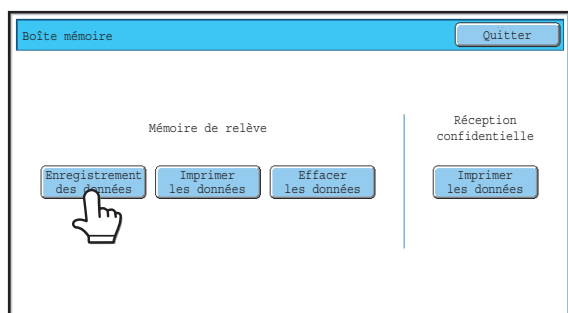 Boîte mémoire
Quitter
Mémoire de relève
Réception
confidentielle
Enregistrement
des données
Imprimer
les données
Effacer
les données
Imprimer
les données